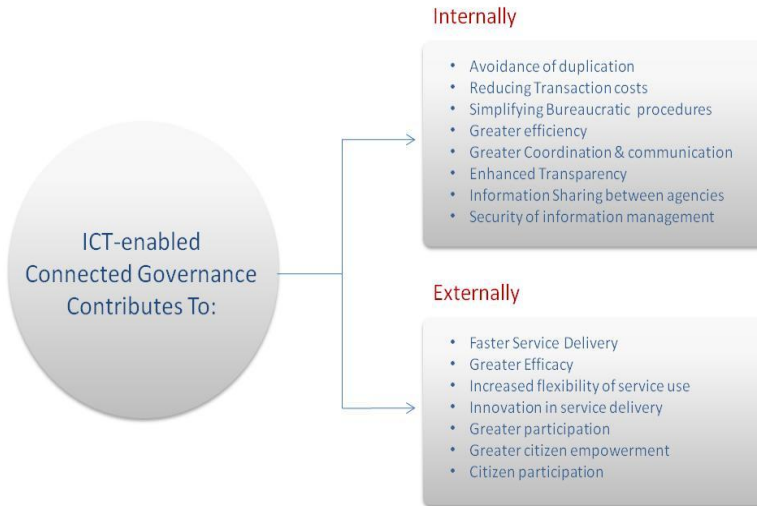 ICT-enabled
Connected Governance
Contributes To:
Internally
• Avoidance of duplication
• Reducing Transaction costs
• Simplifying Bureaucratic procedures
• Greater efficiency
• Greater Coordination & communication
• Enhanced Transparency
• Information Sharing between agencies
• Security of information management
Externally
• Faster Service Delivery
• Greater Efficacy
• Increased flexibility of service use
• Innovation in service delivery
• Greater participation
• Greater citizen empowerment
• Citizen participation